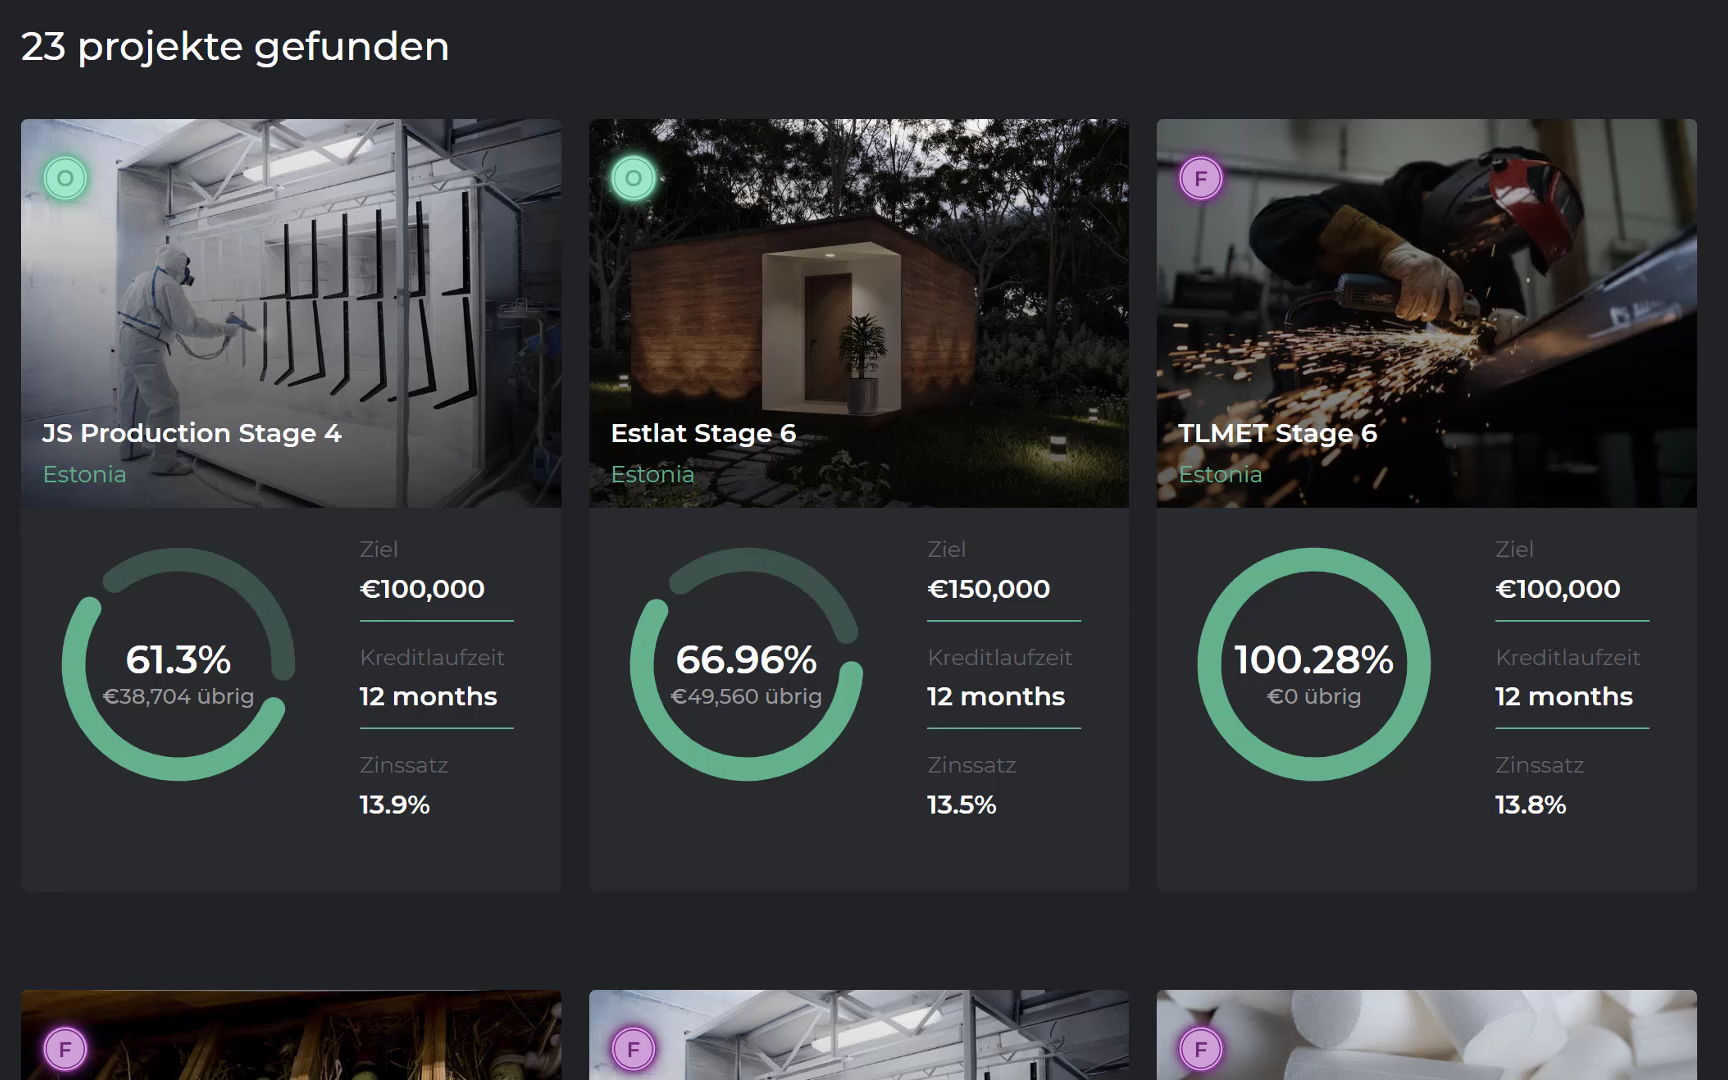 23 projekte gefunden
O
JS Production Stage 4
Estonia
61.3%
€38,704 übrig
Ziel
€100,000
Kreditlaufzeit
12 months
Zinssatz
13.9%
O
Estlat Stage 6
Estonia
66.96%
€49,560 übrig
Ziel
€150,000
Kreditlaufzeit
12 months
Zinssatz
13.5%
F
TLMET Stage 6
Estonia
100.28%
€0 übrig
Ziel
€100,000
Kreditlaufzeit
12 months
Zinssatz
13.8%
F
F
F